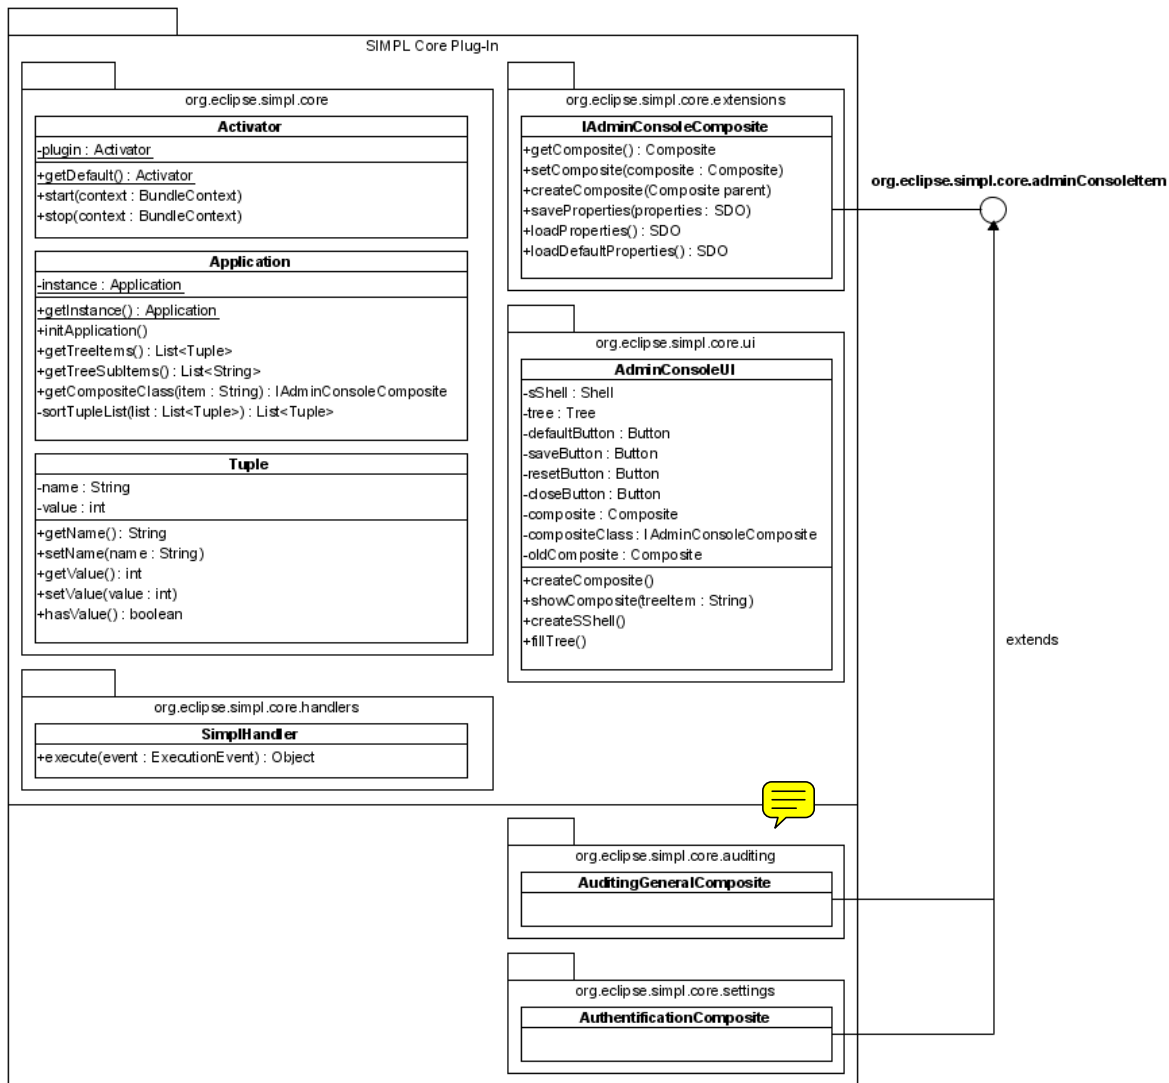 SIMPL Core Plug-In
org.eclipse.simpl.core
Activator
-plugin : Activator
+getDefault() : Activator
+start(context : BundleContext)
+stop(context : BundleContext)
Application
-instance : Application
+getInstance() : Application
+initApplication()
+getTreeItems() : List<Tuple>
+getTreeSubItems() : List<String>
+getCompositeClass(item : String) : IAdminConsoleComposite
-sortTupleList(list : List<Tuple>) : List<Tuple>
Tuple
-name : String
-value : int
+getName() : String
+setName(name : String)
+getValue() : int
+setValue(value : int)
+hasValue() : boolean
org.eclipse.simpl.core.handlers
SimplHandler
+execute(event : ExecutionEvent) : Object
org.eclipse.simpl.core.extensions
IAdminConsoleComposite
+getComposite() : Composite
+setComposite(composite : Composite)
+createComposite(Composite parent)
+saveProperties(properties : SDO)
+loadProperties() : SDO
+loadDefaultProperties() : SDO
org.eclipse.simpl.core.adminConsoleItem
org.eclipse.simpl.core.ui
AdminConsoleUI
-sShell : Shell
-tree : Tree
-defaultButton : Button
-saveButton : Button
-resetButton : Button
-closeButton : Button
-composite : Composite
-compositeClass : IAdminConsoleComposite
-oldComposite : Composite
+createComposite()
+showComposite(treeItem : String)
+createSShell()
+fillTree()
extends
org.eclipse.simpl.core.auditing
AuditingGeneralComposite
org.eclipse.simpl.core.settings
AuthentificationComposite